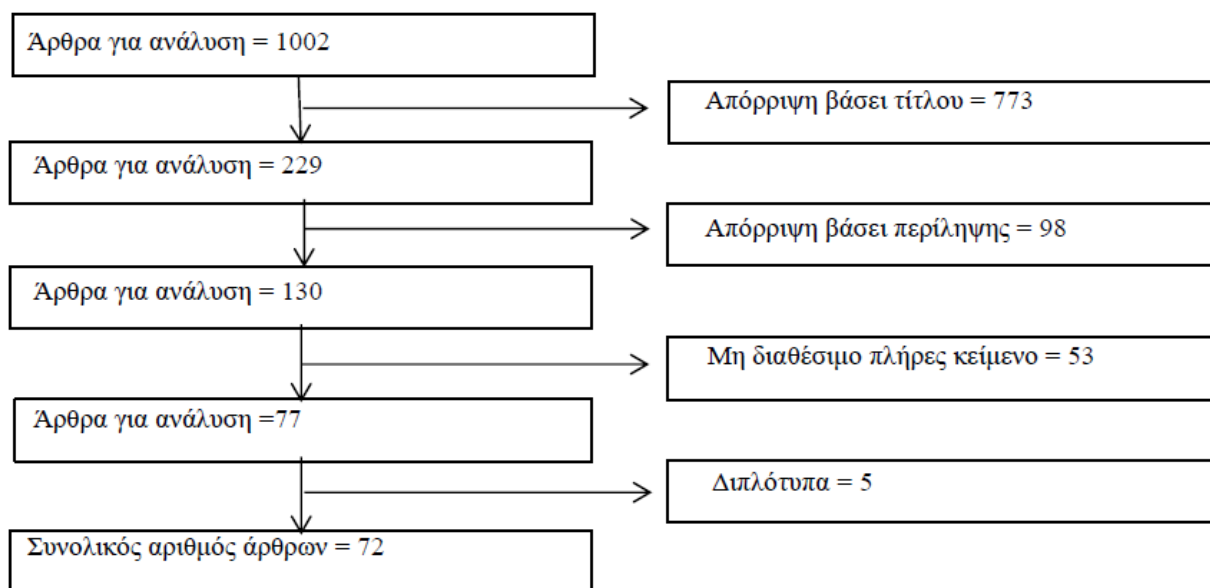 Άρθρα για ανάλυση = 1002
Απόρριψη βάσει τίτλου = 773
Άρθρα για ανάλυση = 229
Απόρριψη βάσει περίληψης = 98
Άρθρα για ανάλυση = 130
Μη διαθέσιμο πλήρες κείμενο = 53
Άρθρα για ανάλυση =77
Διπλότυπα = 5
Συνολικός αριθμός άρθρων = 72